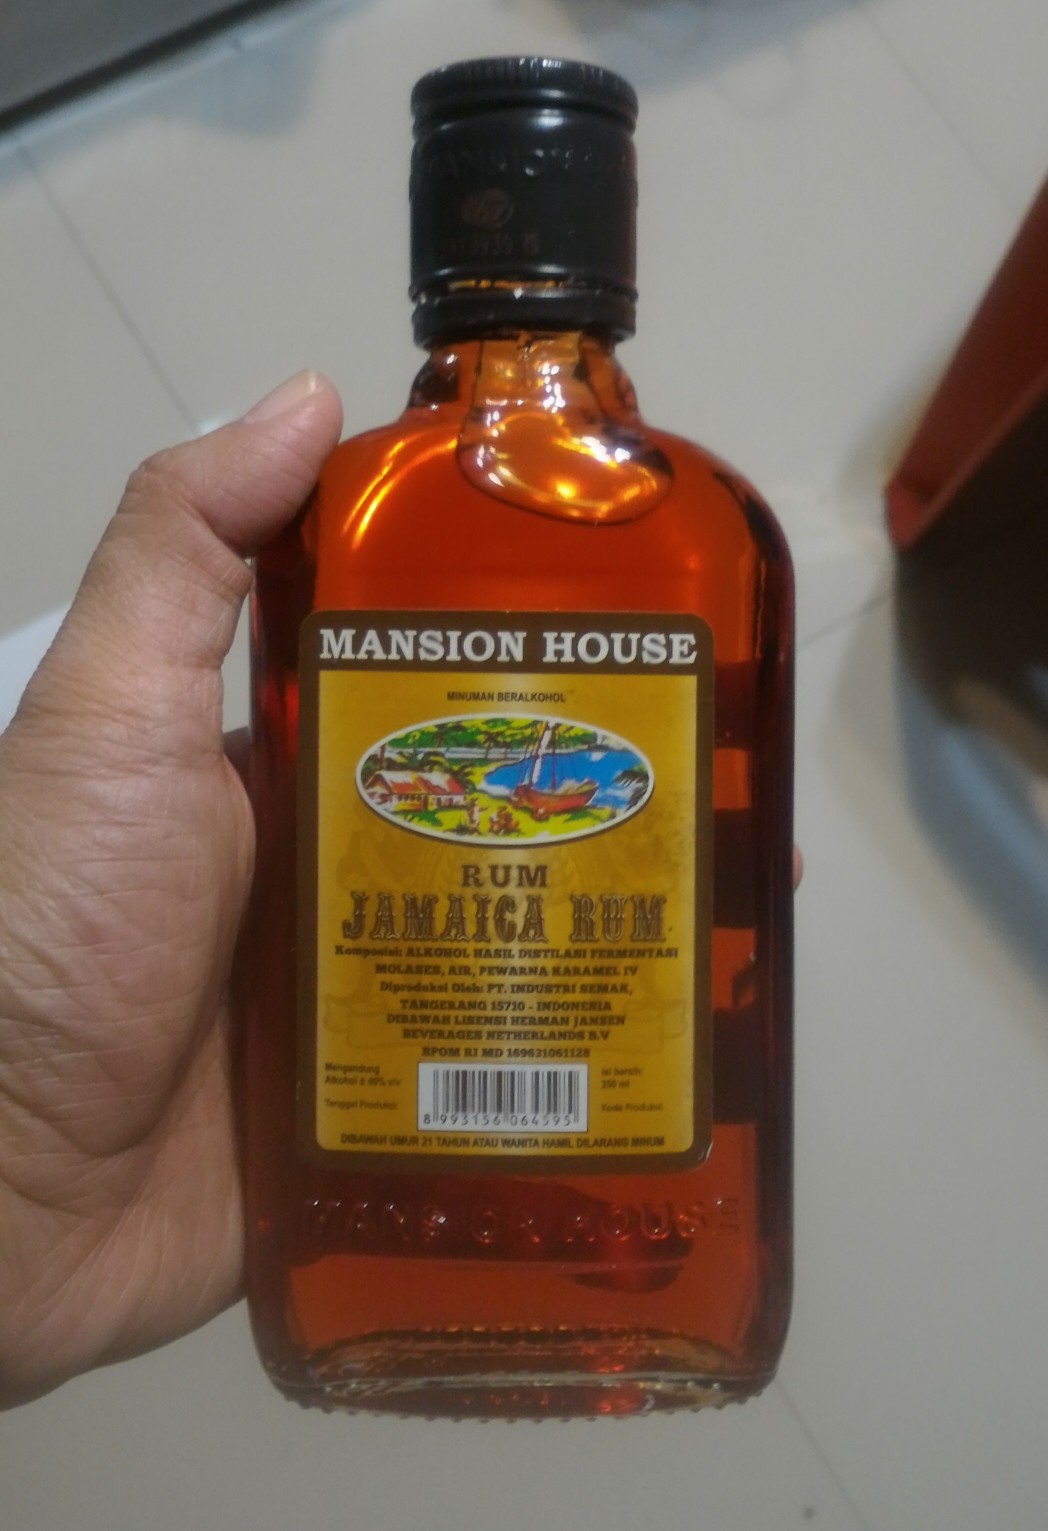 MANSION HOUSE
MINUMAN BERALKOHOL
RUM
JAMAICA RUM
Komposisi: ALKOHOL HASIL DISTILASI FERMENTASI
MOLASES, AIR, PEWARNA KARAMEL IV
Diproduksi Oleh: PT. INDUSTRI SEMAK,
TANGERANG 15710 - INDONESIA
DIBAWAH LISENSI HERMAN JANSEN
BEVERAGES NETHERLANDS B.V
BPOM RI MD 169631061128
Mengandung
Alkohol ± 40% v/v
Tanggal Produksi:
8 993156 064595
Isi bersih:
250 ml
Kode Produksi:
DIBAWAH UMUR 21 TAHUN ATAU WANITA HAMIL DILARANG MINUM
MANSION HOUSE